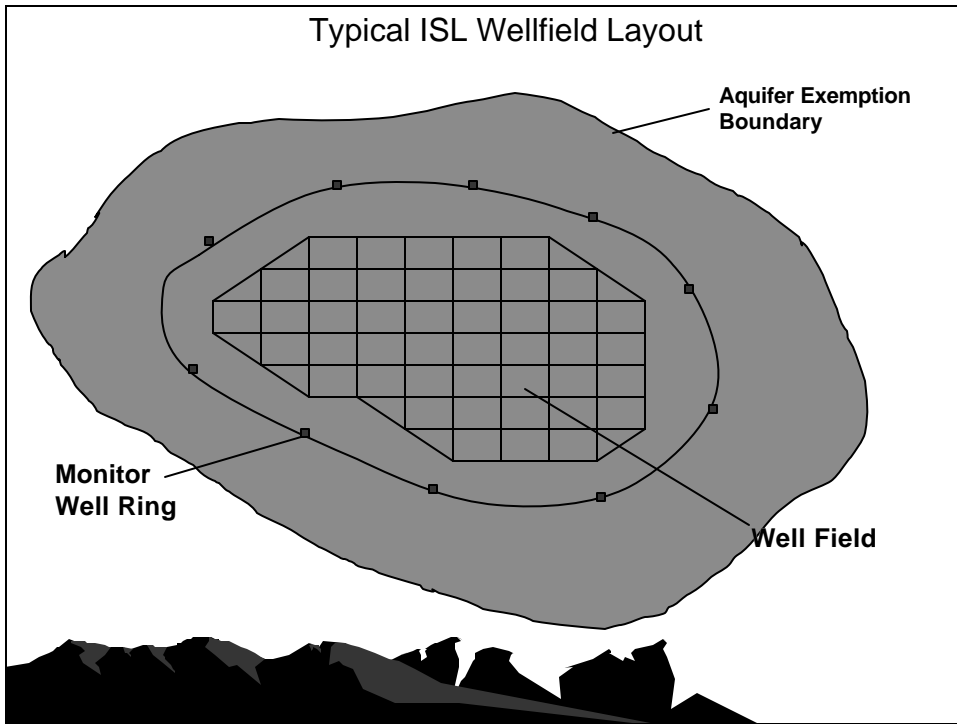 Typical ISL Wellfield Layout
Aquifer Exemption
Boundary
Monitor
Well Ring
Well Field